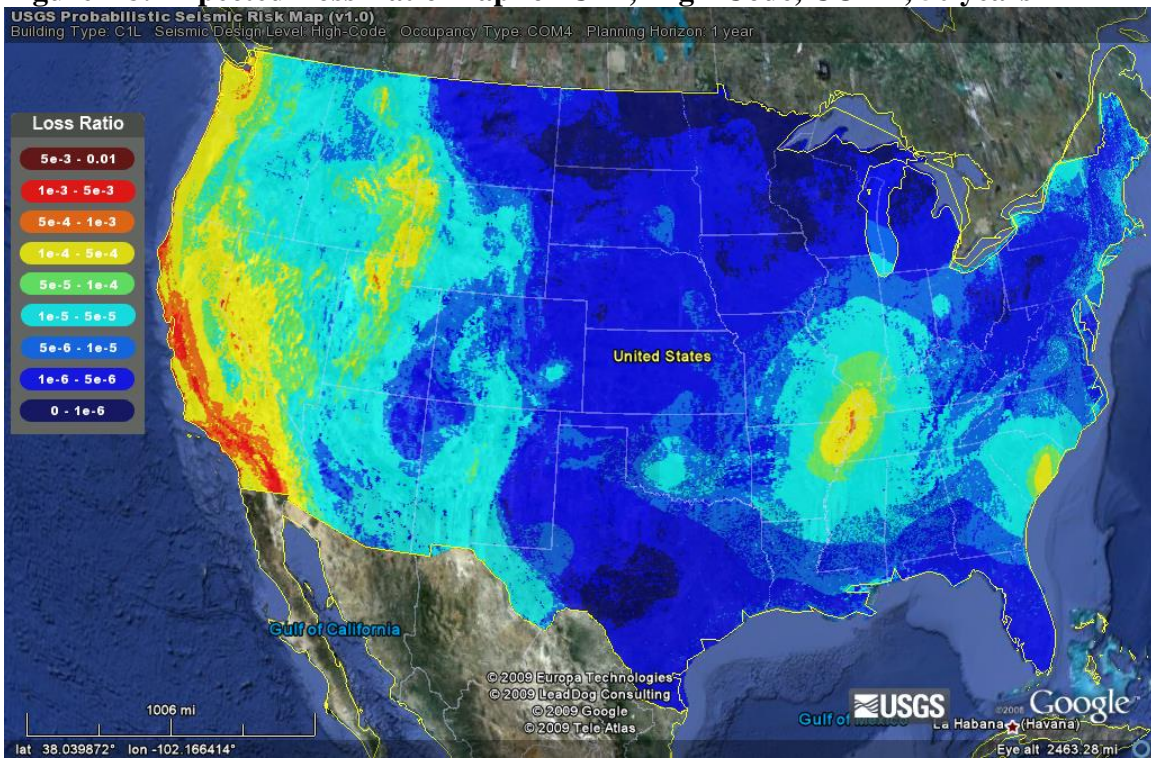 USGS Probabilistic Seismic Risk Map (v1.0)
Building Type: C1L Seismic Design Level: High-Code Occupancy Type: COM4 Planning Horizon: 1 year
Loss Ratio
5e-3 - 0.01
1e-3 - 5e-3
5e-4 - 1e-3
1e-4 - 5e-4
5e-5 - 1e-4
1e-5 - 5e-5
5e-6 - 1e-5
1e-6 - 5e-6
0 - 1e-6
United States
Gulf of California
© 2009 Europa Technologies
© 2009 LeadDog Consulting
© 2009 Google
© 2009 Tele Atlas
1006 mi
USGS
Gulf of Mexico
©2008 Google
La Habana (Havana)
lat 38.039872° lon -102.166414°
Eye alt 2463.28 mi